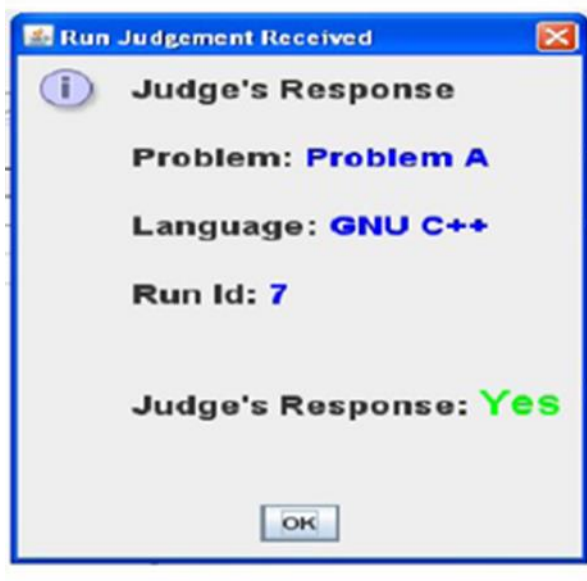 Run Judgement Received
i
Judge's Response
Problem: Problem A
Language: GNU C++
Run Id: 7
Judge's Response: Yes
OK